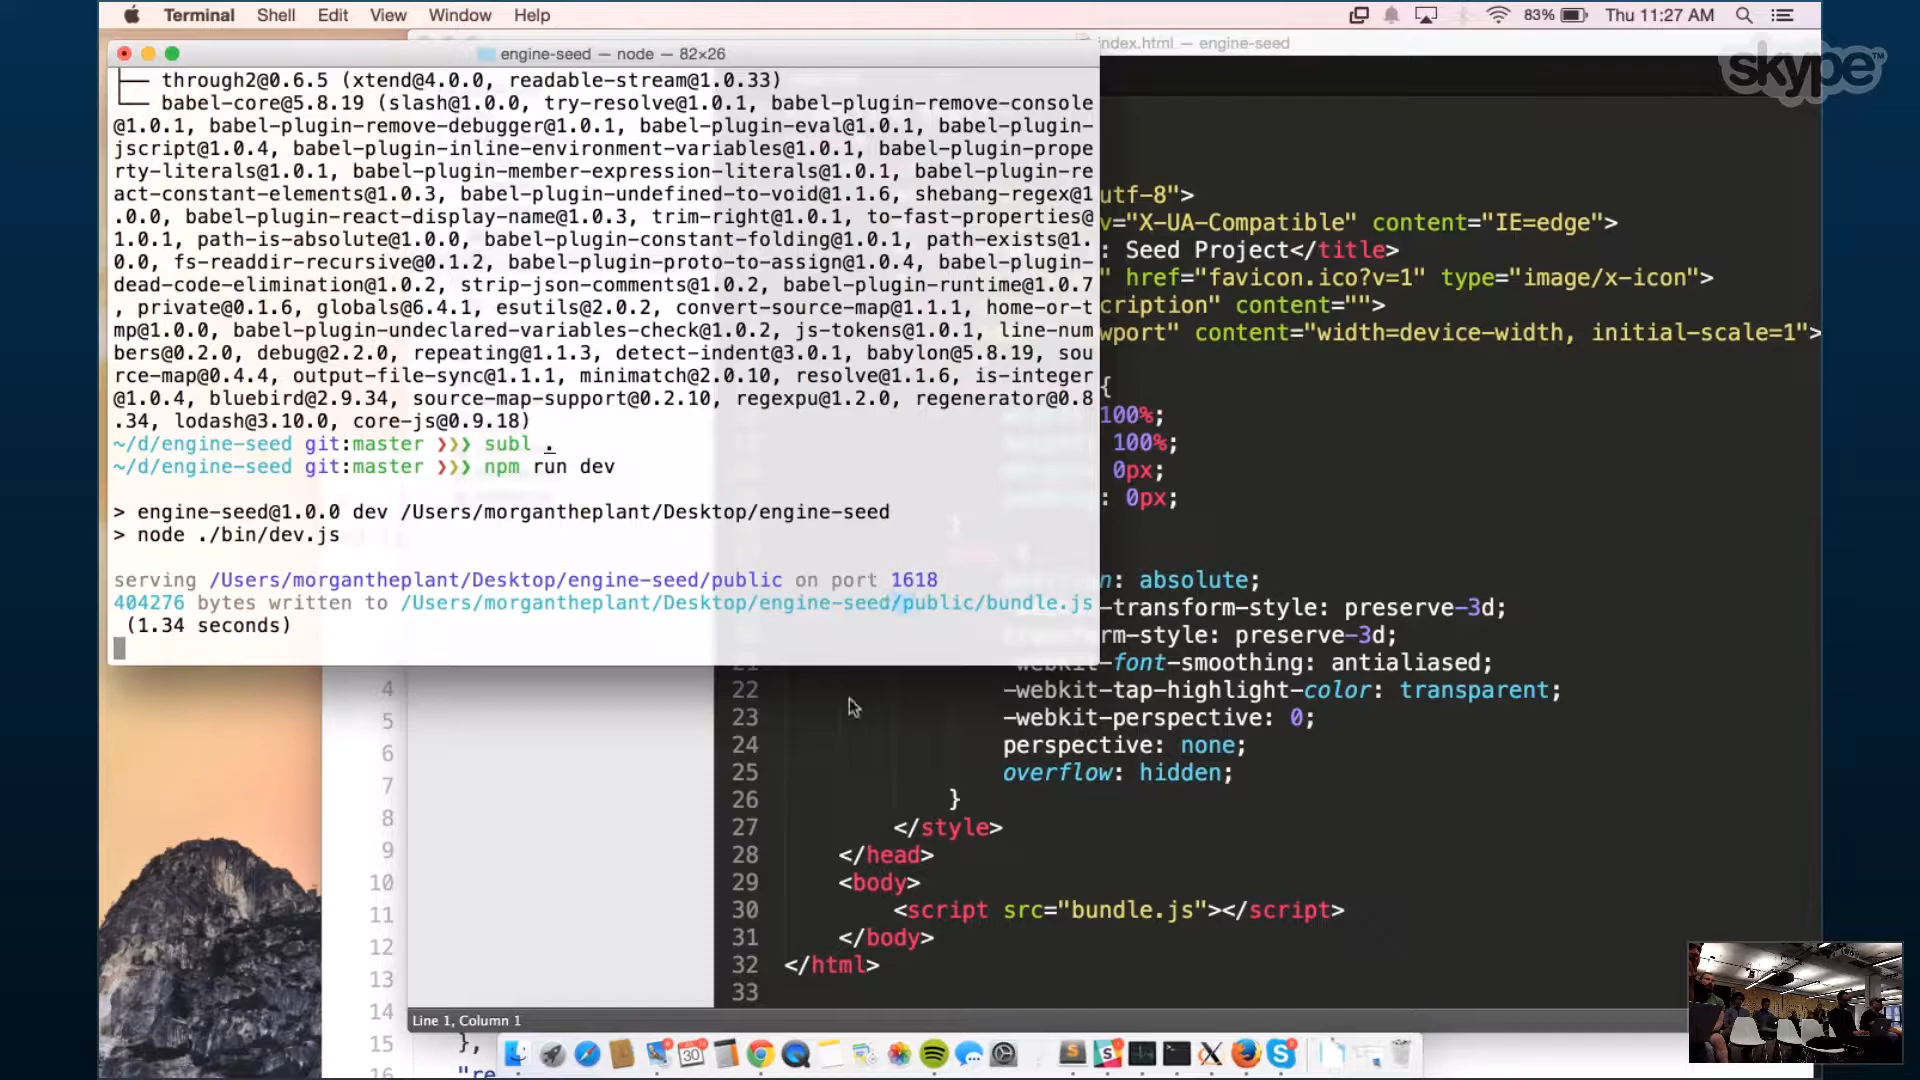 Terminal Shell Edit View Window Help
83% Thu 11:27 AM
engine-seed — node — 82×26
index.html — engine-seed
skype™
├── through2@0.6.5 (xtend@4.0.0, readable-stream@1.0.33)
└── babel-core@5.8.19 (slash@1.0.0, try-resolve@1.0.1, babel-plugin-remove-console
@1.0.1, babel-plugin-remove-debugger@1.0.1, babel-plugin-eval@1.0.1, babel-plugin-
jscript@1.0.4, babel-plugin-inline-environment-variables@1.0.1, babel-plugin-prope
rty-literals@1.0.1, babel-plugin-member-expression-literals@1.0.1, babel-plugin-re
act-constant-elements@1.0.3, babel-plugin-undefined-to-void@1.1.6, shebang-regex@1
.0.0, babel-plugin-react-display-name@1.0.3, trim-right@1.0.1, to-fast-properties@
1.0.1, path-is-absolute@1.0.0, babel-plugin-constant-folding@1.0.1, path-exists@1.
0.0, fs-readdir-recursive@0.1.2, babel-plugin-proto-to-assign@1.0.4, babel-plugin-
dead-code-elimination@1.0.2, strip-json-comments@1.0.2, babel-plugin-runtime@1.0.7
, private@0.1.6, globals@6.4.1, esutils@2.0.2, convert-source-map@1.1.1, home-or-t
mp@1.0.0, babel-plugin-undeclared-variables-check@1.0.2, js-tokens@1.0.1, line-num
bers@0.2.0, debug@2.2.0, repeating@1.1.3, detect-indent@3.0.1, babylon@5.8.19, sou
rce-map@0.4.4, output-file-sync@1.1.1, minimatch@2.0.10, resolve@1.1.6, is-integer
@1.0.4, bluebird@2.9.34, source-map-support@0.2.10, regexpu@1.2.0, regenerator@0.8
.34, lodash@3.10.0, core-js@0.9.18)
~/d/engine-seed git:master ❯❯❯ subl .
~/d/engine-seed git:master ❯❯❯ npm run dev
> engine-seed@1.0.0 dev /Users/morgantheplant/Desktop/engine-seed
> node ./bin/dev.js
serving /Users/morgantheplant/Desktop/engine-seed/public on port 1618
404276 bytes written to /Users/morgantheplant/Desktop/engine-seed/public/bundle.js
(1.34 seconds)
utf-8">
v="X-UA-Compatible" content="IE=edge">
: Seed Project</title>
" href="favicon.ico?v=1" type="image/x-icon">
cription" content="">
wport" content="width=device-width, initial-scale=1">
{
100%;
100%;
0px;
: 0px;
n: absolute;
-transform-style: preserve-3d;
rm-style: preserve-3d;
-webkit-font-smoothing: antialiased;
22 -webkit-tap-highlight-color: transparent;
23 -webkit-perspective: 0;
24 perspective: none;
25 overflow: hidden;
26 }
27 </style>
28 </head>
29 <body>
30 <script src="bundle.js"></script>
31 </body>
32 </html>
33
4
5
6
7
8
9
10
11
12
13
14
15 },
16 "re
Line 1, Column 1
30